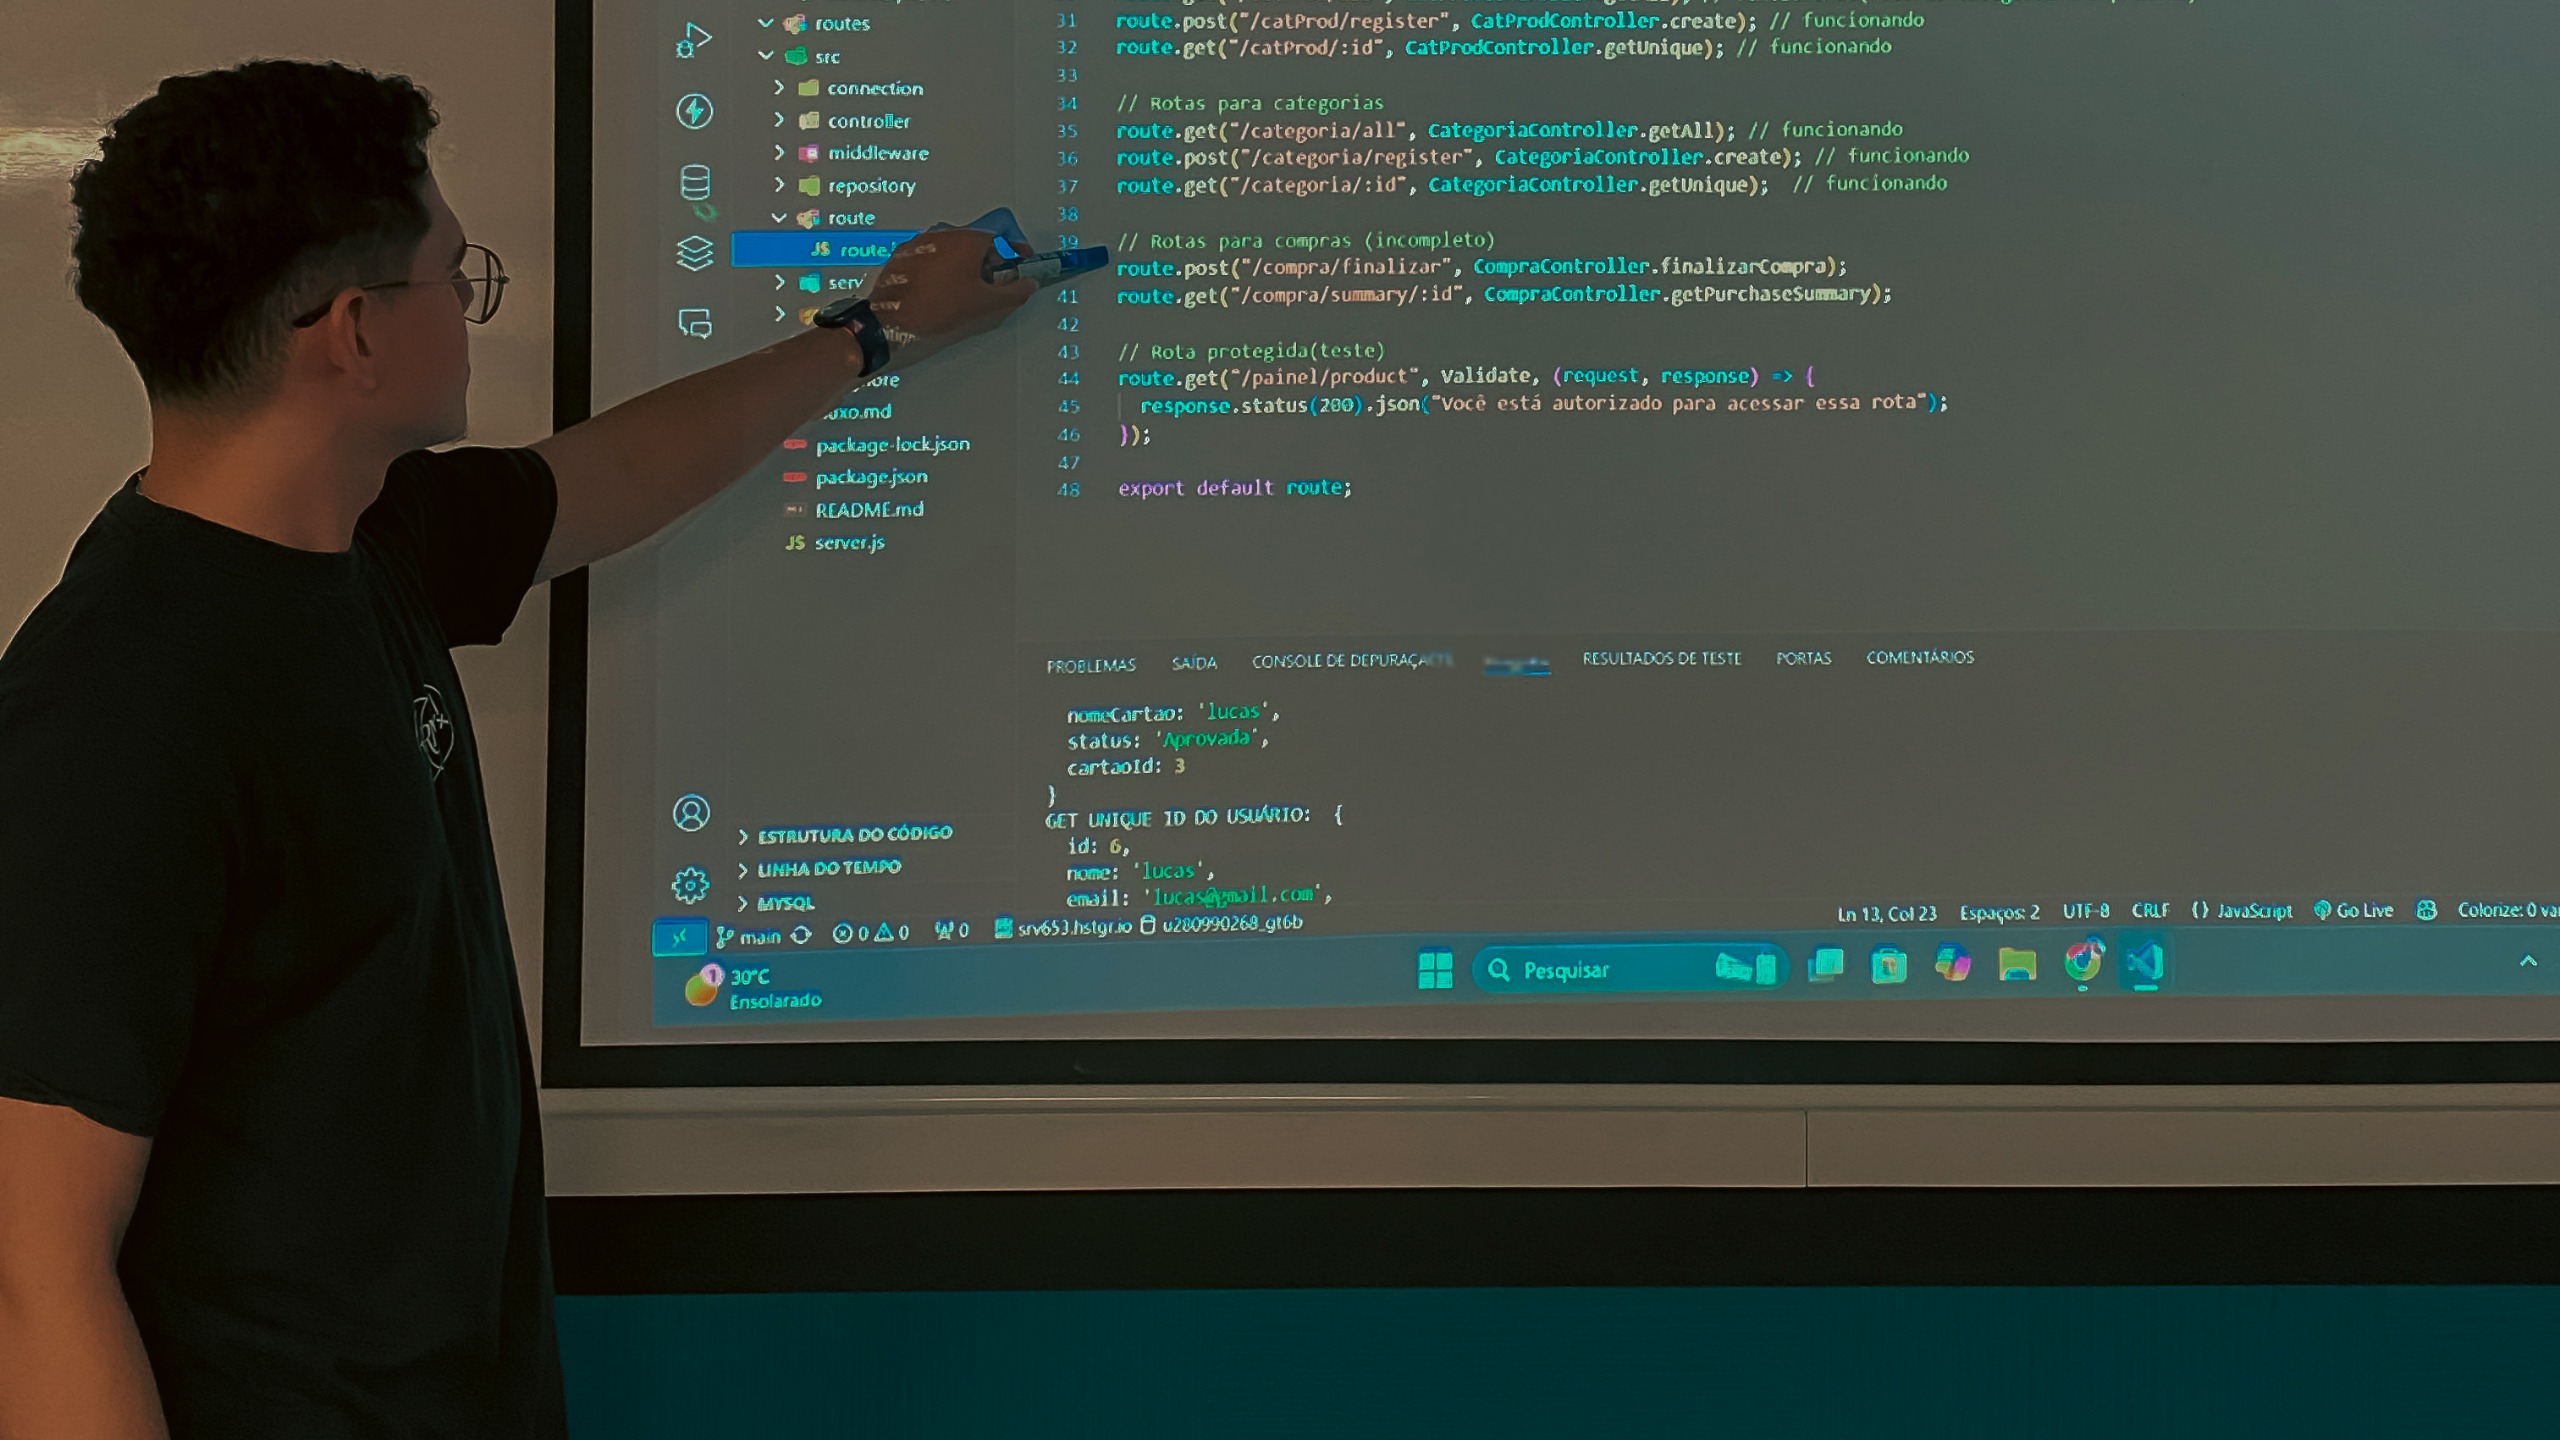 routes
src
connection
controller
middleware
repository
route
JS route.
serv
uxo.md
package-lock.json
package.json
README.md
JS server.js
ESTRUTURA DO CÓDIGO
LINHA DO TEMPO
MYSQL
31 route.post("/catProd/register", CatProdController.create); // funcionando
32 route.get("/catProd/:id", CatProdController.getUnique); // funcionando
33
34 // Rotas para categorias
35 route.get("/categoria/all", CategoriaController.getAll); // funcionando
36 route.post("/categoria/register", CategoriaController.create); // funcionando
37 route.get("/categoria/:id", CategoriaController.getUnique); // funcionando
38
39 // Rotas para compras (incompleto)
route.post("/compra/finalizar", CompraController.finalizarCompra);
41 route.get("/compra/summary/:id", CompraController.getPurchaseSummary);
42
43 // Rota protegida(teste)
44 route.get("/painel/product", Validate, (request, response) => {
45 response.status(200).json("Você está autorizado para acessar essa rota");
46 });
47
48 export default route;
PROBLEMAS SAÍDA CONSOLE DE DEPURAÇA RESULTADOS DE TESTE PORTAS COMENTÁRIOS
nomeCartao: 'lucas',
status: 'Aprovada',
cartaoId: 3
}
GET UNIQUE ID DO USUÁRIO: {
id: 6,
nome: 'lucas',
email: 'lucas@gmail.com',
main 0 0 0 srv653.hstgr.io u280990268_gt6b Ln 13, Col 23 Espaços: 2 UTF-8 CRLF {} JavaScript Go Live Colorize: 0 var
1 30°C
Ensolarado
Pesquisar